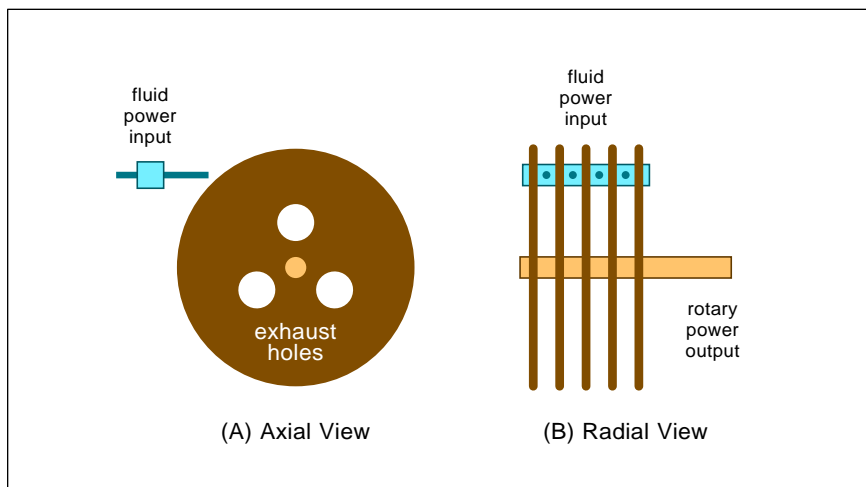 fluid
power
input
exhaust
holes
(A) Axial View
fluid
power
input
rotary
power
output
(B) Radial View